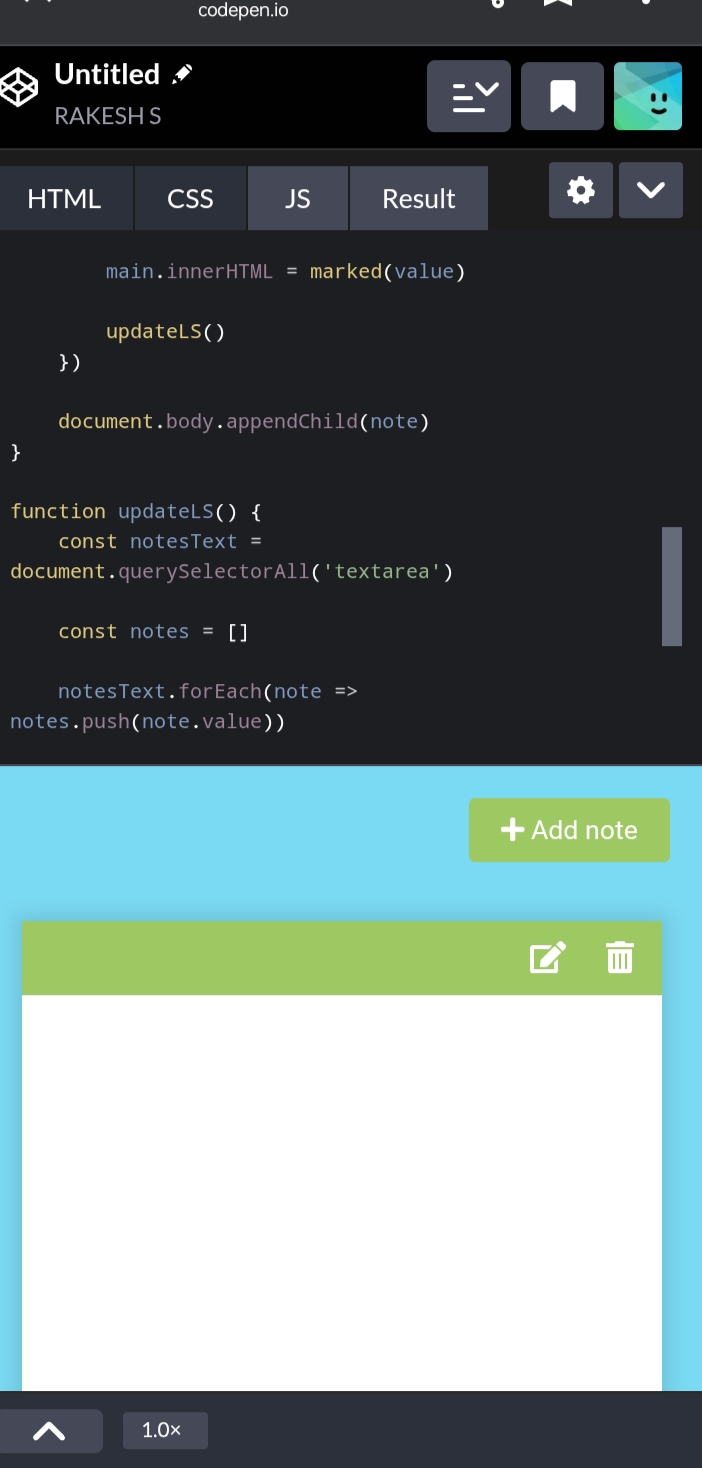 codepen.io
Untitled
RAKESH S
HTML CSS JS Result
main.innerHTML = marked(value)
updateLS()
})
document.body.appendChild(note)
}
function updateLS() {
const notesText =
document.querySelectorAll('textarea')
const notes = []
notesText.forEach(note =>
notes.push(note.value))
Add note
1.0×